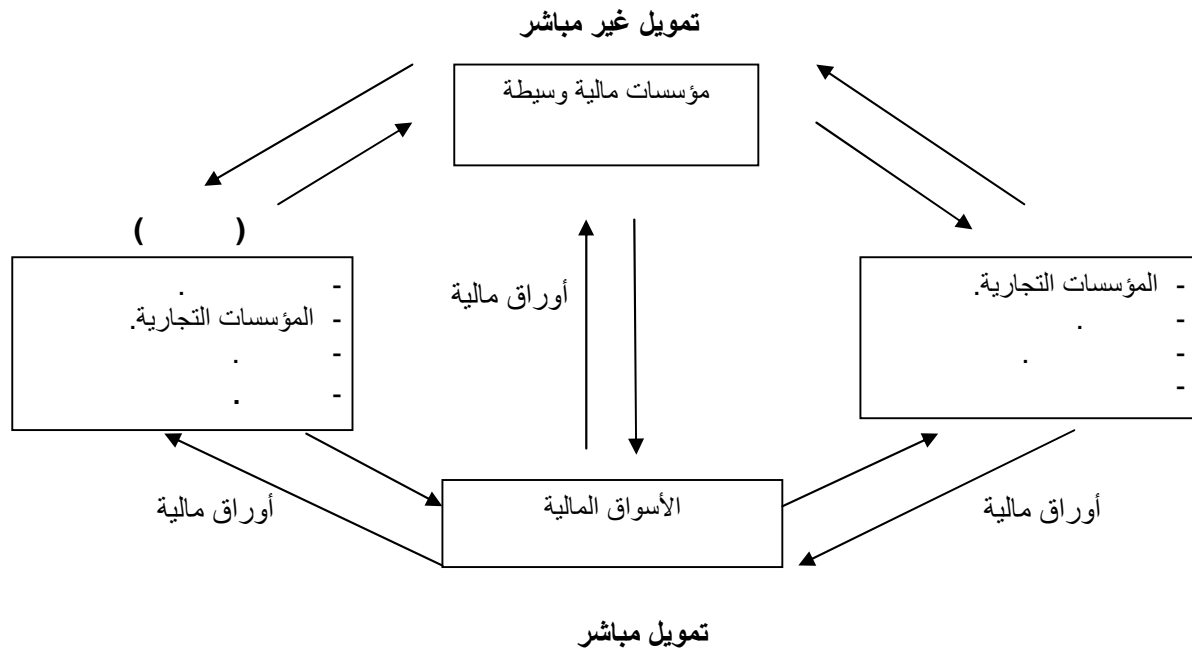 تمويل غير مباشر
مؤسسات مالية وسيطة
( )
- المؤسسات التجارية.
- .
- .
-
- .
- المؤسسات التجارية.
- .
- .
أوراق مالية
الأسواق المالية
أوراق مالية
أوراق مالية
تمويل مباشر